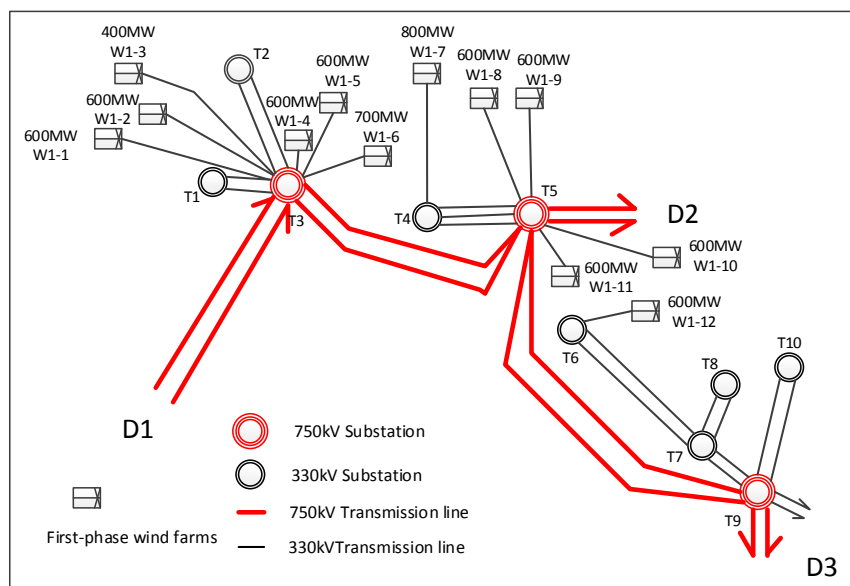 400MW
W1-3
T2
600MW
W1-2
600MW
W1-1
600MW
W1-5
600MW
W1-4
700MW
W1-6
800MW
W1-7
600MW
W1-8
600MW
W1-9
T1
T3
T4
T5
D2
600MW
W1-10
600MW
W1-11
600MW
W1-12
T6
T8
T10
T7
T9
D1
D3
750kV Substation
330kV Substation
750kV Transmission line
330kVTransmission line
First-phase wind farms